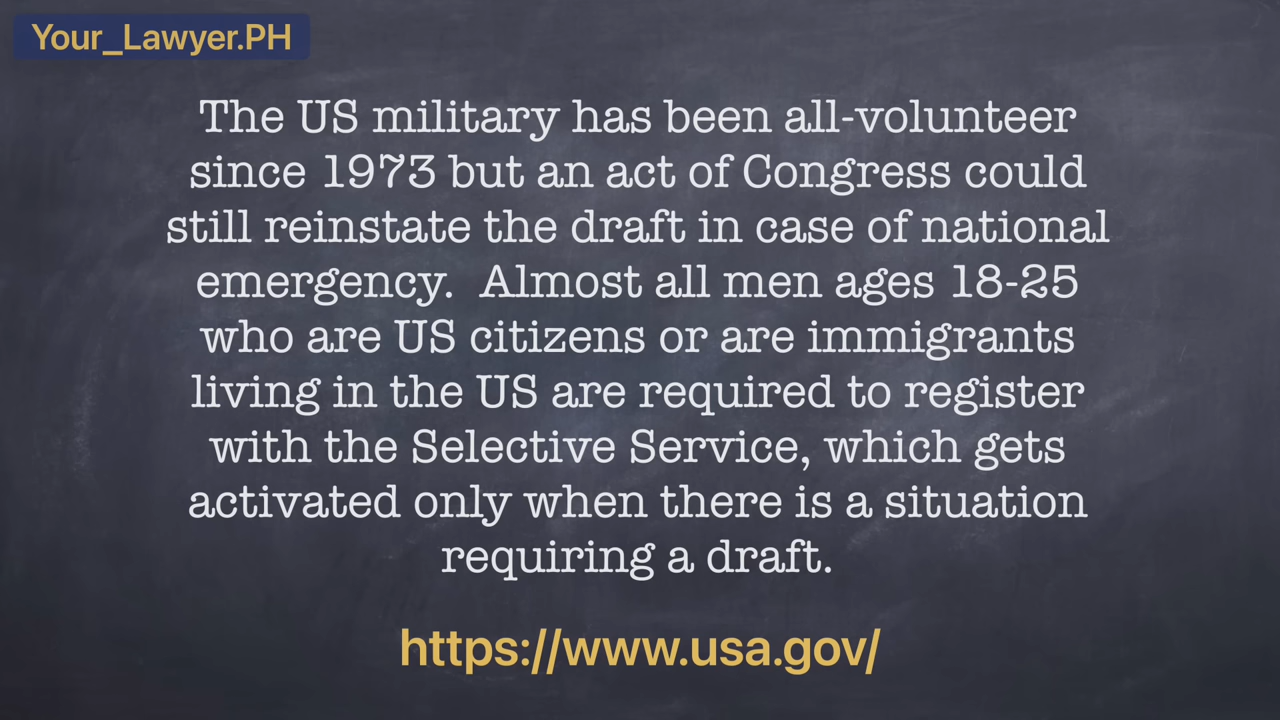 Your_Lawyer.PH
The US military has been all-volunteer
since 1973 but an act of Congress could
still reinstate the draft in case of national
emergency.  Almost all men ages 18-25
who are US citizens or are immigrants
living in the US are required to register
with the Selective Service, which gets
activated only when there is a situation
requiring a draft.
https://www.usa.gov/